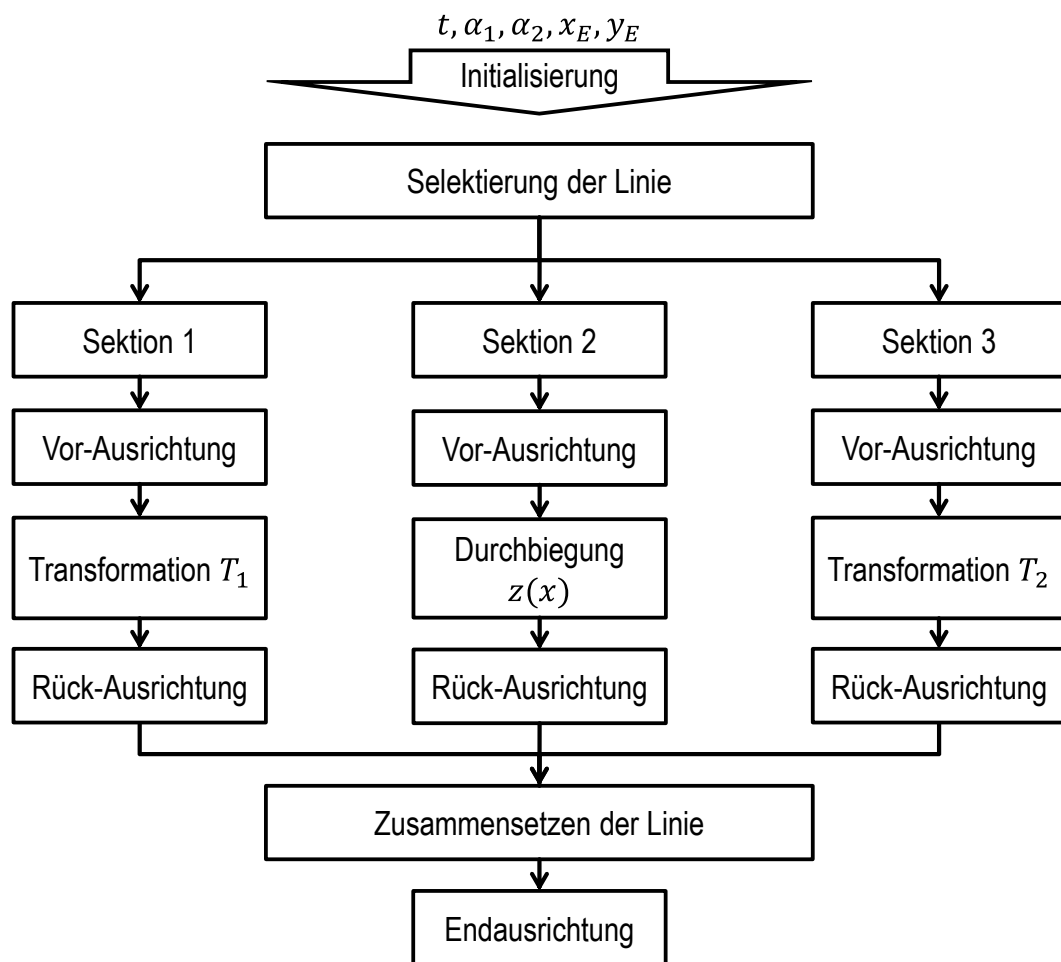 t, α₁, α₂, x_E, y_E
Initialisierung
Selektierung der Linie
Sektion 1
Sektion 2
Sektion 3
Vor-Ausrichtung
Vor-Ausrichtung
Vor-Ausrichtung
Transformation T₁
Durchbiegung
z(x)
Transformation T₂
Rück-Ausrichtung
Rück-Ausrichtung
Rück-Ausrichtung
Zusammensetzen der Linie
Endausrichtung